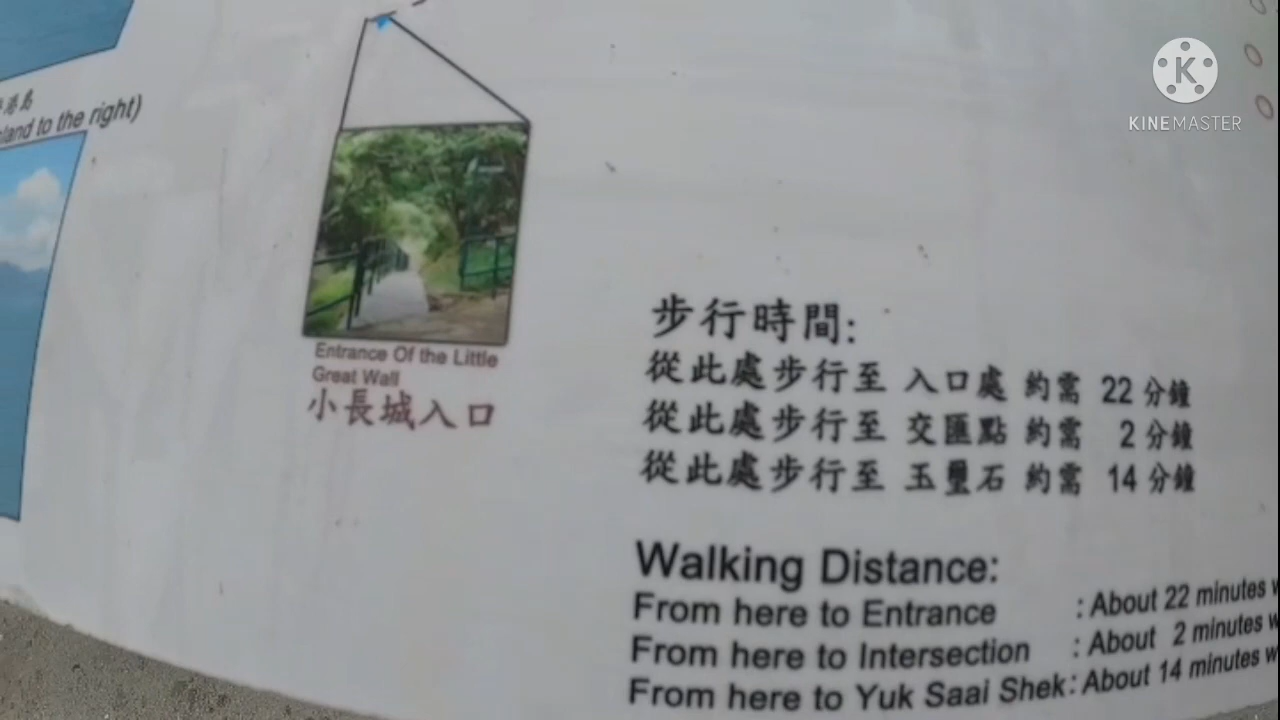 港島
land to the right)
KINEMASTER
Entrance Of the Little
Great Wall
小長城入口
步行時間:
從此處步行至 入口處 約需 22 分鐘
從此處步行至 交匯點 約需 2 分鐘
從此處步行至 玉璽石 約需 14 分鐘
Walking Distance:
From here to Entrance : About 22 minutes w
From here to Intersection : About 2 minutes w
From here to Yuk Saai Shek: About 14 minutes w